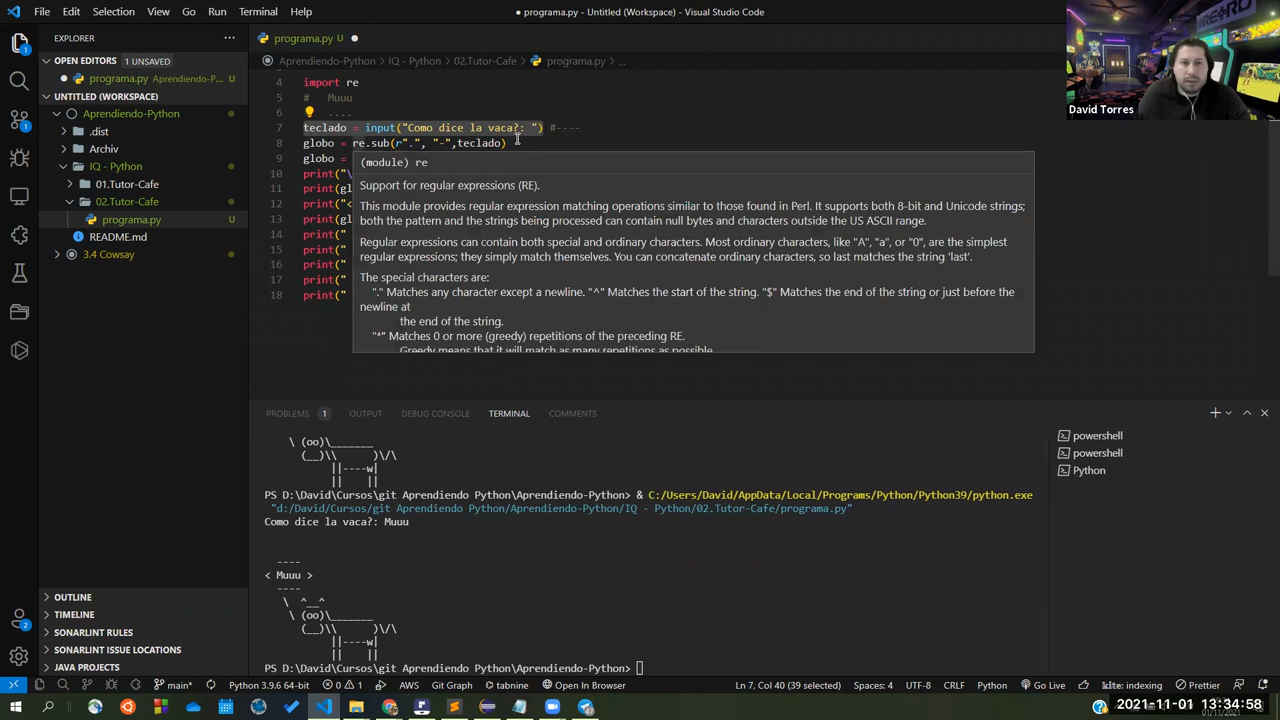 File Edit Selection View Go Run Terminal Help
● programa.py - Untitled (Workspace) - Visual Studio Code
EXPLORER ...
OPEN EDITORS 1 UNSAVED
programa.py Aprendiendo-P... U
UNTITLED (WORKSPACE)
Aprendiendo-Python
.dist
Archiv
IQ - Python
01.Tutor-Cafe
02.Tutor-Cafe
programa.py U
README.md
3.4 Cowsay
OUTLINE
TIMELINE
SONARLINT RULES
SONARLINT ISSUE LOCATIONS
JAVA PROJECTS
programa.py U ●
Aprendiendo-Python > IQ - Python > 02.Tutor-Cafe > programa.py > ...
4 import re
5 # Muuu
6 ....
7 teclado = input("Como dice la vaca?: ") #----
8 globo = re.sub(r".", "-",teclado)
9 globo =
10 print("\
11 print(gl
12 print("<
13 print(gl
14 print("
15 print("
16 print("
17 print("
18 print("
(module) re
Support for regular expressions (RE).
This module provides regular expression matching operations similar to those found in Perl. It supports both 8-bit and Unicode strings;
both the pattern and the strings being processed can contain null bytes and characters outside the US ASCII range.
Regular expressions can contain both special and ordinary characters. Most ordinary characters, like "A", "a", or "0", are the simplest
regular expressions; they simply match themselves. You can concatenate ordinary characters, so last matches the string 'last'.
The special characters are:
"." Matches any character except a newline. "^" Matches the start of the string. "$" Matches the end of the string or just before the
newline at
the end of the string.
"*" Matches 0 or more (greedy) repetitions of the preceding RE.
Greedy means that it will match as many repetitions as possible.
David Torres
PROBLEMS 1 OUTPUT DEBUG CONSOLE TERMINAL COMMENTS
\ (oo)\_______
(__)\\ )\/\
||----w|
|| ||
PS D:\David\Cursos\git Aprendiendo Python\Aprendiendo-Python> & C:/Users/David/AppData/Local/Programs/Python/Python39/python.exe
"d:/David/Cursos/git Aprendiendo Python/Aprendiendo-Python/IQ - Python/02.Tutor-Cafe/programa.py"
Como dice la vaca?: Muuu
----
< Muuu >
----
\ ^__^
\ (oo)\_______
(__)\\ )\/\
||----w|
|| ||
PS D:\David\Cursos\git Aprendiendo Python\Aprendiendo-Python>
powershell
powershell
Python
main* Python 3.9.6 64-bit 0 1 AWS Git Graph tabnine Open In Browser Ln 7, Col 40 (39 selected) Spaces: 4 UTF-8 CRLF Python Go Live kite: indexing Prettier
2021-11-01 13:34:58